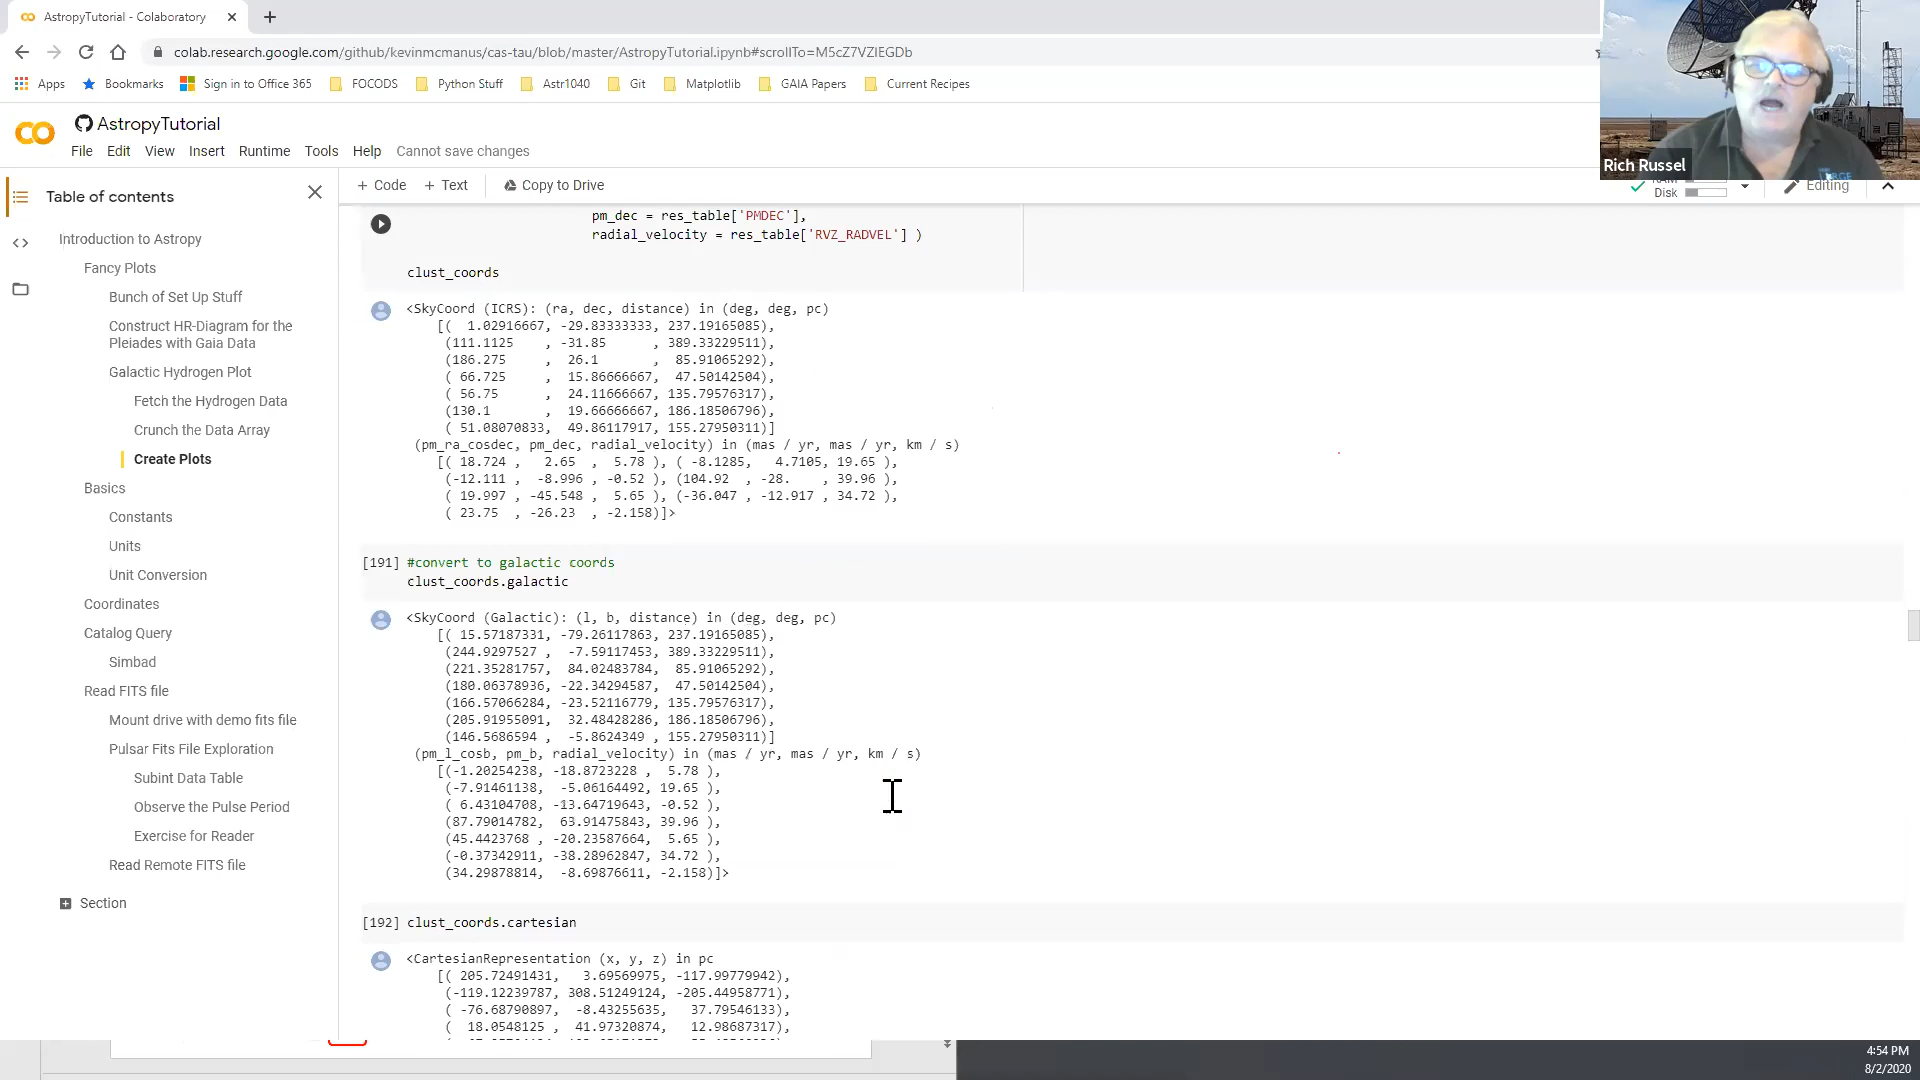 AstropyTutorial - Colaboratory
colab.research.google.com/github/kevinmcmanus/cas-tau/blob/master/AstropyTutorial.ipynb#scrollTo=M5cZ7VZIEGDb
Apps Bookmarks Sign in to Office 365 FOCODS Python Stuff Astr1040 Git Matplotlib GAIA Papers Current Recipes
Rich Russel
AstropyTutorial
File Edit View Insert Runtime Tools Help Cannot save changes
+ Code + Text Copy to Drive
Disk
Editing
Table of contents
Introduction to Astropy
Fancy Plots
Bunch of Set Up Stuff
Construct HR-Diagram for the
Pleiades with Gaia Data
Galactic Hydrogen Plot
Fetch the Hydrogen Data
Crunch the Data Array
Create Plots
Basics
Constants
Units
Unit Conversion
Coordinates
Catalog Query
Simbad
Read FITS file
Mount drive with demo fits file
Pulsar Fits File Exploration
Subint Data Table
Observe the Pulse Period
Exercise for Reader
Read Remote FITS file
Section
pm_dec = res_table['PMDEC'],
radial_velocity = res_table['RVZ_RADVEL'] )
clust_coords
<SkyCoord (ICRS): (ra, dec, distance) in (deg, deg, pc)
[( 1.02916667, -29.83333333, 237.19165085),
(111.1125 , -31.85 , 389.33229511),
(186.275 , 26.1 , 85.91065292),
( 66.725 , 15.86666667, 47.50142504),
( 56.75 , 24.11666667, 135.79576317),
(130.1 , 19.66666667, 186.18506796),
( 51.08070833, 49.86117917, 155.27950311)]
(pm_ra_cosdec, pm_dec, radial_velocity) in (mas / yr, mas / yr, km / s)
[( 18.724 , 2.65 , 5.78 ), ( -8.1285, 4.7105, 19.65 ),
(-12.111 , -8.996 , -0.52 ), (104.92 , -28. , 39.96 ),
( 19.997 , -45.548 , 5.65 ), (-36.047 , -12.917 , 34.72 ),
( 23.75 , -26.23 , -2.158)]>
[191] #convert to galactic coords
clust_coords.galactic
<SkyCoord (Galactic): (l, b, distance) in (deg, deg, pc)
[( 15.57187331, -79.26117863, 237.19165085),
(244.9297527 , -7.59117453, 389.33229511),
(221.35281757, 84.02483784, 85.91065292),
(180.06378936, -22.34294587, 47.50142504),
(166.57066284, -23.52116779, 135.79576317),
(205.91955091, 32.48428286, 186.18506796),
(146.5686594 , -5.8624349 , 155.27950311)]
(pm_l_cosb, pm_b, radial_velocity) in (mas / yr, mas / yr, km / s)
[(-1.20254238, -18.8723228 , 5.78 ),
(-7.91461138, -5.06164492, 19.65 ),
( 6.43104708, -13.64719643, -0.52 ),
(87.79014782, 63.91475843, 39.96 ),
(45.4423768 , -20.23587664, 5.65 ),
(-0.37342911, -38.28962847, 34.72 ),
(34.29878814, -8.69876611, -2.158)]>
[192] clust_coords.cartesian
<CartesianRepresentation (x, y, z) in pc
[( 205.72491431, 3.69569975, -117.99779942),
(-119.12239787, 308.51249124, -205.44958771),
( -76.68790897, -8.43255635, 37.79546133),
( 18.0548125 , 41.97320874, 12.98687317),
4:54 PM
8/2/2020